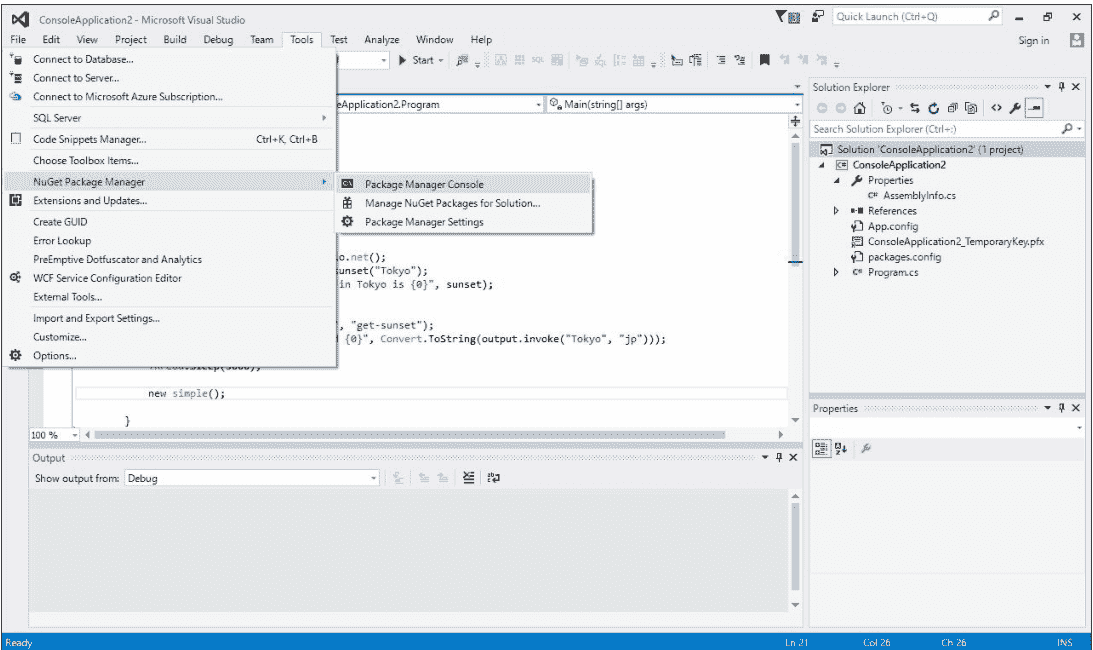 ConsoleApplication2 - Microsoft Visual Studio
Quick Launch (Ctrl+Q)
File Edit View Project Build Debug Team Tools Test Analyze Window Help
Sign in
Start
Connect to Database...
Connect to Server...
Connect to Microsoft Azure Subscription...
SQL Server
Code Snippets Manager... Ctrl+K, Ctrl+B
Choose Toolbox Items...
NuGet Package Manager
Extensions and Updates...
Create GUID
Error Lookup
PreEmptive Dotfuscator and Analytics
WCF Service Configuration Editor
External Tools...
Import and Export Settings...
Customize...
Options...
Package Manager Console
Manage NuGet Packages for Solution...
Package Manager Settings
eApplication2.Program
Main(string[] args)
o.net();
sunset("Tokyo");
in Tokyo is {0}", sunset);
, "get-sunset");
{0}", Convert.ToString(output.invoke("Tokyo", "jp")));
new simple();
}
100 %
Output
Show output from: Debug
Solution Explorer
Search Solution Explorer (Ctrl+;)
Solution 'ConsoleApplication2' (1 project)
ConsoleApplication2
Properties
AssemblyInfo.cs
References
App.config
ConsoleApplication2_TemporaryKey.pfx
packages.config
Program.cs
Properties
Ready
Ln 21 Col 26 Ch 26 INS